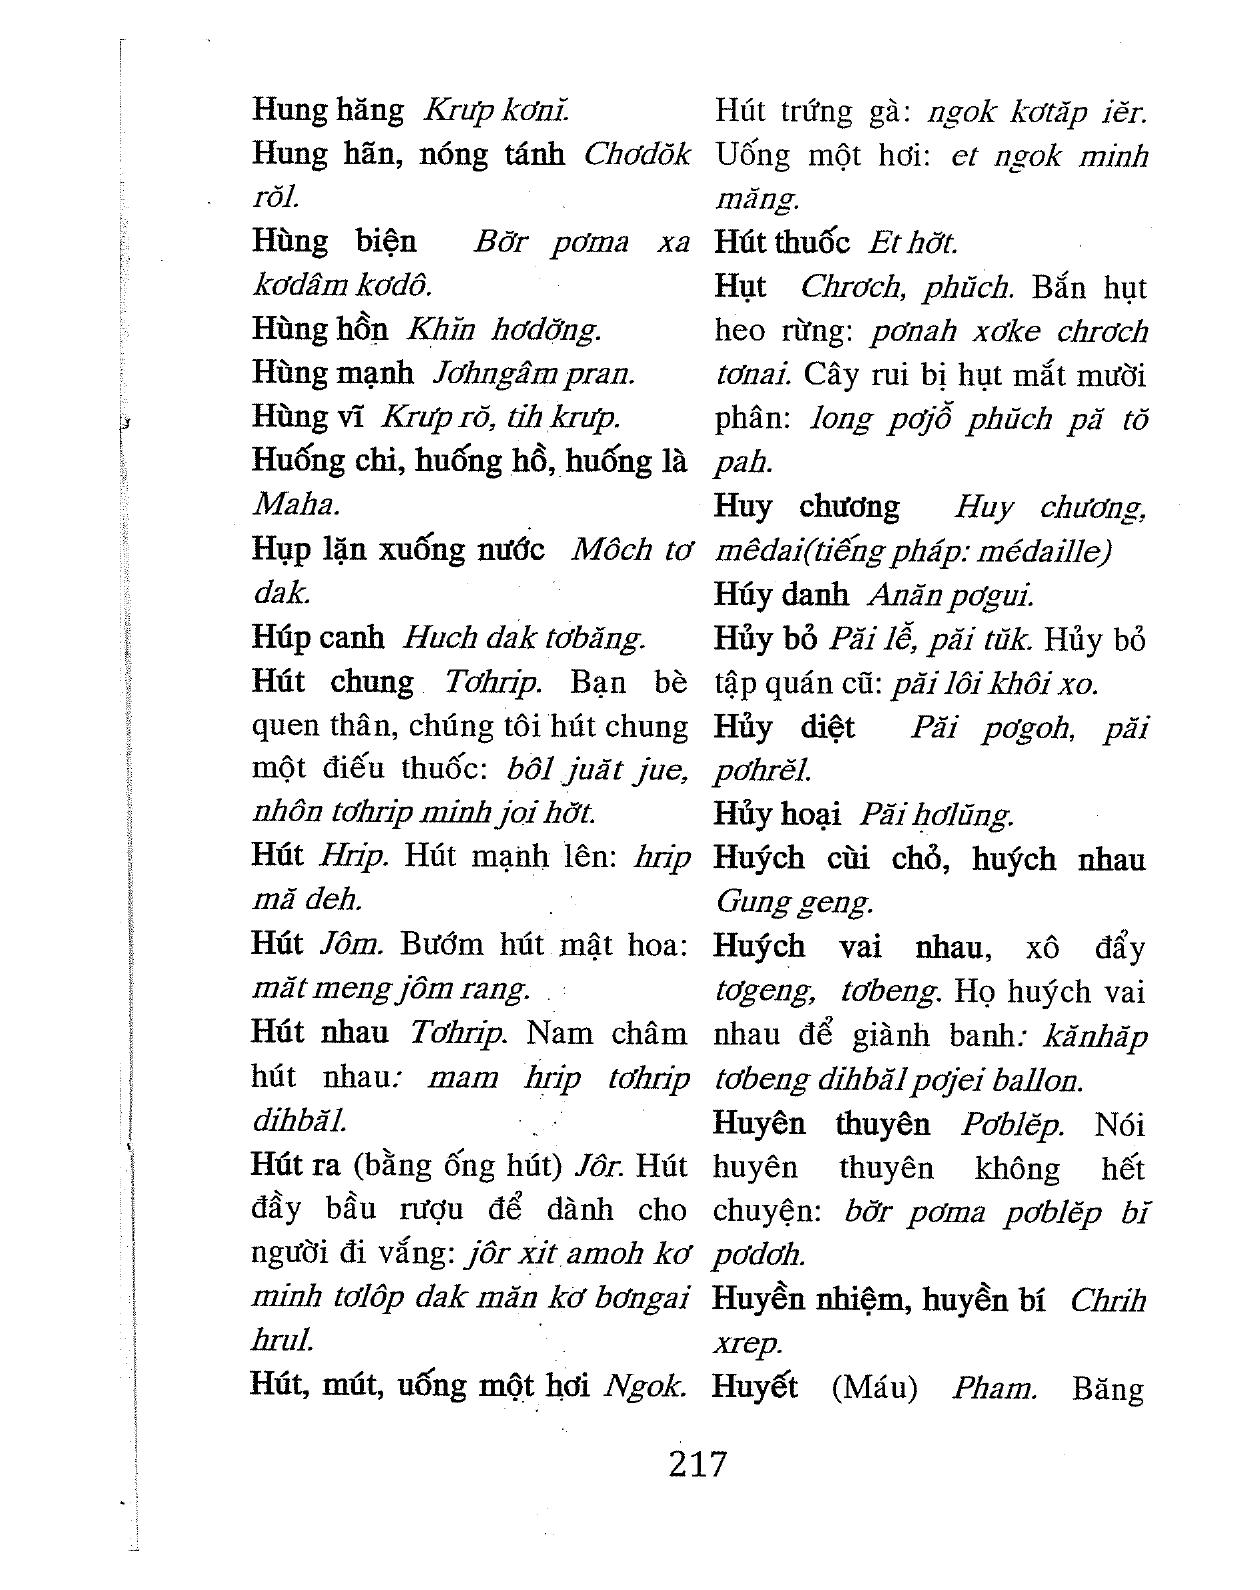 Hung hăng Krưp kơnĭ.
Hung hãn, nóng tánh Chơdŏk
rŏl.
Hùng biện Bơ̆r pơma xa
kơdâm kơdô.
Hùng hồn Khĭn hơdơ̆ng.
Hùng mạnh Jơhngâm pran.
Hùng vĩ Krưp rŏ, tih krưp.
Huống chi, huống hồ, huống là
Maha.
Hụp lặn xuống nước Môch tơ
dak.
Húp canh Huch dak tơbăng.
Hút chung Tơhrip. Bạn bè
quen thân, chúng tôi hút chung
một điếu thuốc: bôl juăt jue,
nhôn tơhrip minh joi hơ̆t.
Hút Hrip. Hút mạnh lên: hrip
mă deh.
Hút Jôm. Bướm hút mật hoa:
măt meng jôm rang.
Hút nhau Tơhrip. Nam châm
hút nhau: mam hrip tơhrip
dihbăl.
Hút ra (bằng ống hút) Jôr. Hút
đầy bầu rượu để dành cho
người đi vắng: jôr xit amoh kơ
minh tơlôp dak măn kơ bơngai
hrul.
Hút, mút, uống một hơi Ngok.
Hút trứng gà: ngok kơtăp iĕr.
Uống một hơi: et ngok minh
măng.
Hút thuốc Et hơ̆t.
Hụt Chrơch, phŭch. Bắn hụt
heo rừng: pơnah xơke chrơch
tơnai. Cây rui bị hụt mắt mười
phân: long pơjô̆ phŭch pă tŏ
pah.
Huy chương Huy chương,
mêdai(tiếng pháp: médaille)
Húy danh Anăn pơgui.
Hủy bỏ Păi lê̆, păi tŭk. Hủy bỏ
tập quán cũ: păi lôi khôi xo.
Hủy diệt Păi pơgoh, păi
pơhrĕl.
Hủy hoại Păi hơlŭng.
Huých cùi chỏ, huých nhau
Gung geng.
Huých vai nhau, xô đẩy
tơgeng, tơbeng. Họ huých vai
nhau để giành banh: kănhăp
tơbeng dihbăl pơjei ballon.
Huyên thuyên Pơblĕp. Nói
huyên thuyên không hết
chuyện: bơ̆r pơma pơblĕp bĭ
pơdơh.
Huyền nhiệm, huyền bí Chrih
xrep.
Huyết (Máu) Pham. Băng
217